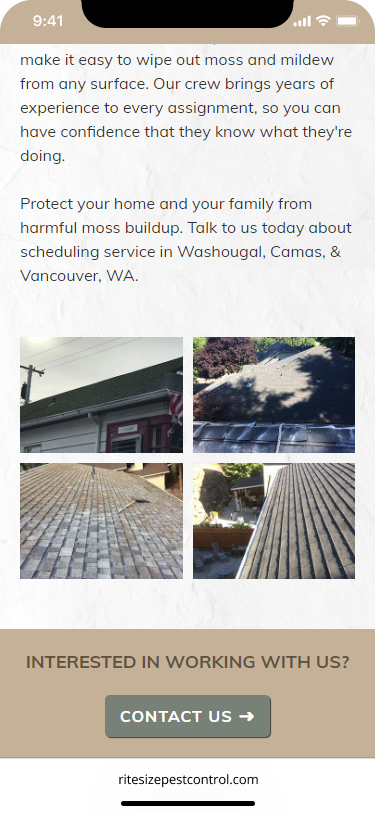 9:41
make it easy to wipe out moss and mildew
from any surface. Our crew brings years of
experience to every assignment, so you can
have confidence that they know what they're
doing.
Protect your home and your family from
harmful moss buildup. Talk to us today about
scheduling service in Washougal, Camas, &
Vancouver, WA.
INTERESTED IN WORKING WITH US?
CONTACT US ➔
ritesizepestcontrol.com